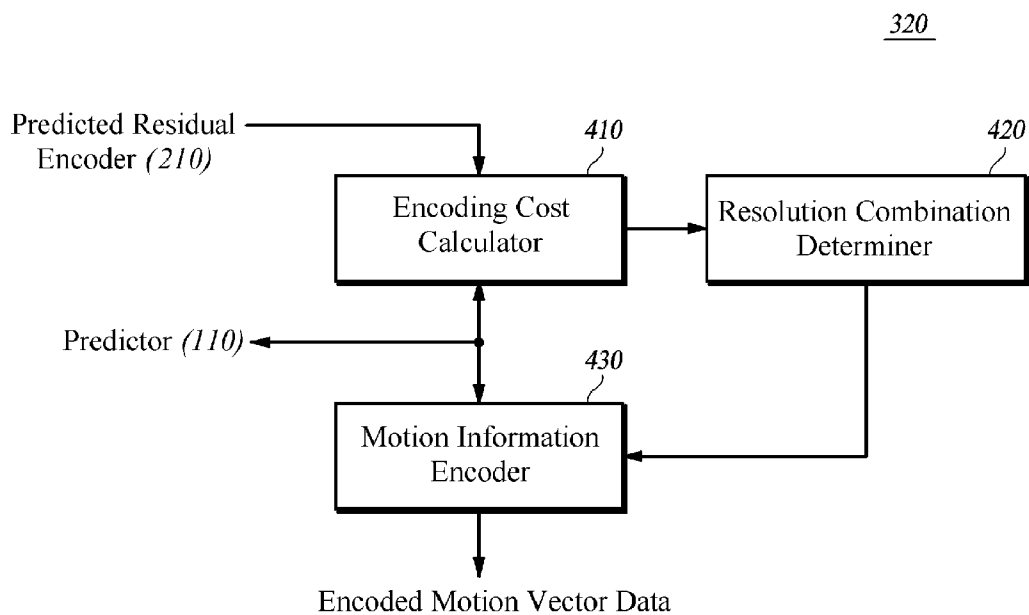 320
Predicted Residual
Encoder (210)
410
Encoding Cost
Calculator
420
Resolution Combination
Determiner
Predictor (110)
430
Motion Information
Encoder
Encoded Motion Vector Data